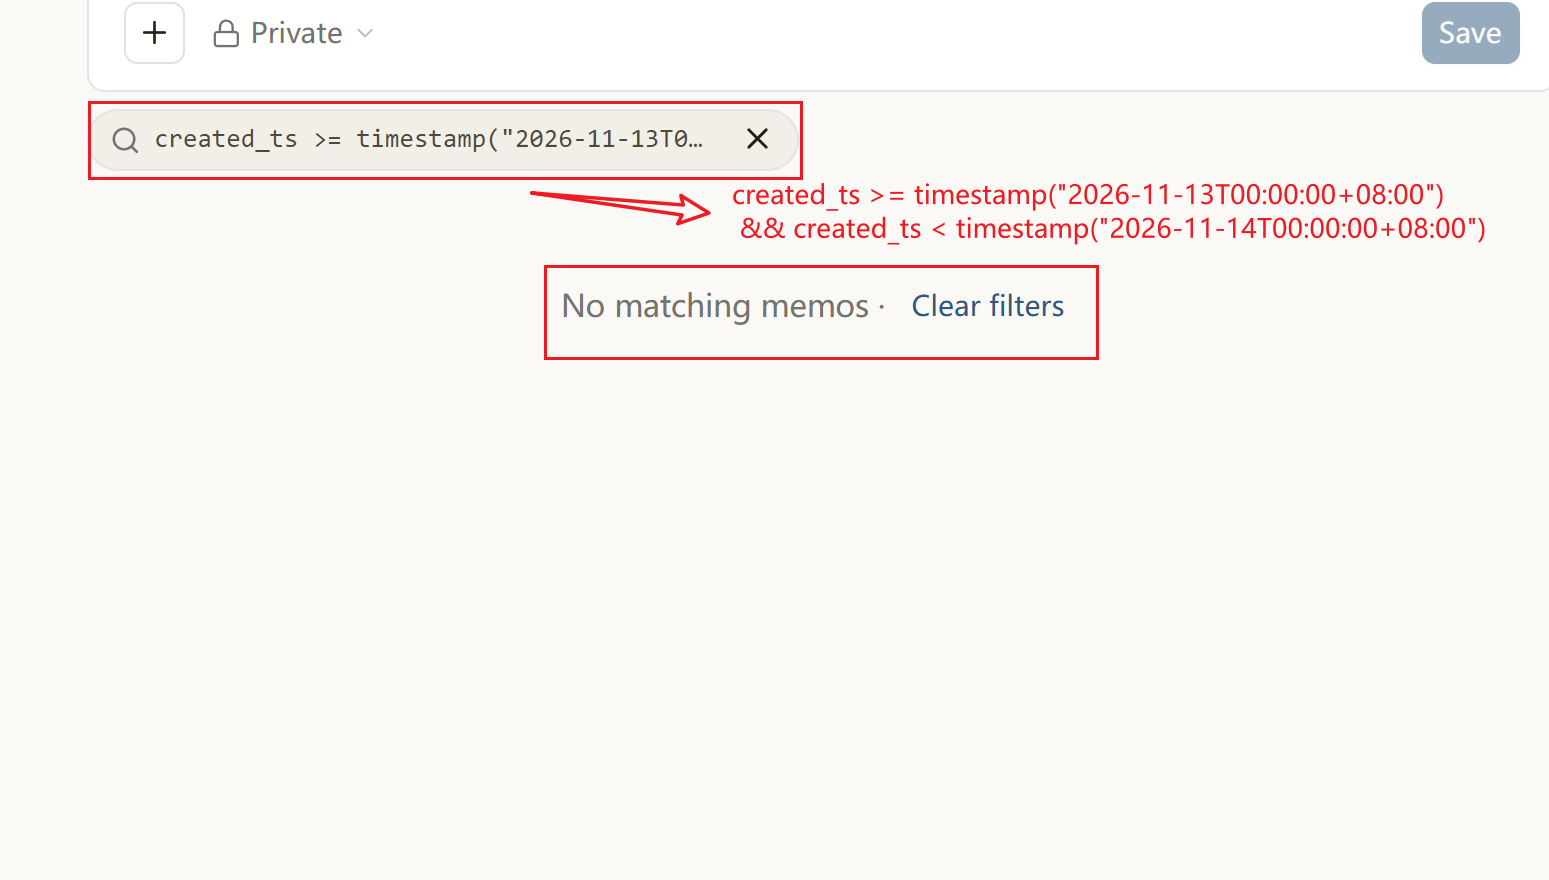 Private
Save
created_ts >= timestamp("2026-11-13T0…
created_ts >= timestamp("2026-11-13T00:00:00+08:00")
&& created_ts < timestamp("2026-11-14T00:00:00+08:00")
No matching memos · Clear filters